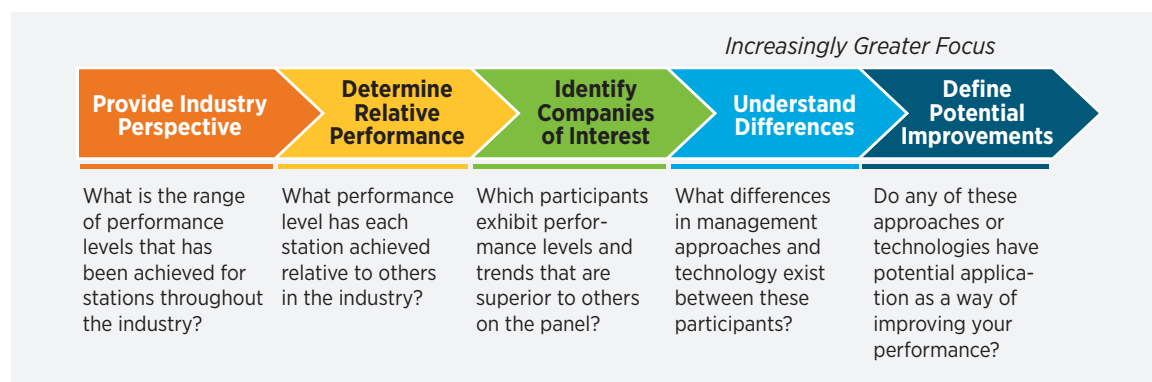 Increasingly Greater Focus
Provide Industry
Perspective
Determine
Relative
Performance
Identify
Companies
of Interest
Understand
Differences
Define
Potential
Improvements
What is the range
of performance
levels that has
been achieved for
stations throughout
the industry?
What performance
level has each
station achieved
relative to others
in the industry?
Which participants
exhibit perfor-
mance levels and
trends that are
superior to others
on the panel?
What differences
in management
approaches and
technology exist
between these
participants?
Do any of these
approaches or
technologies have
potential applica-
tion as a way of
improving your
performance?